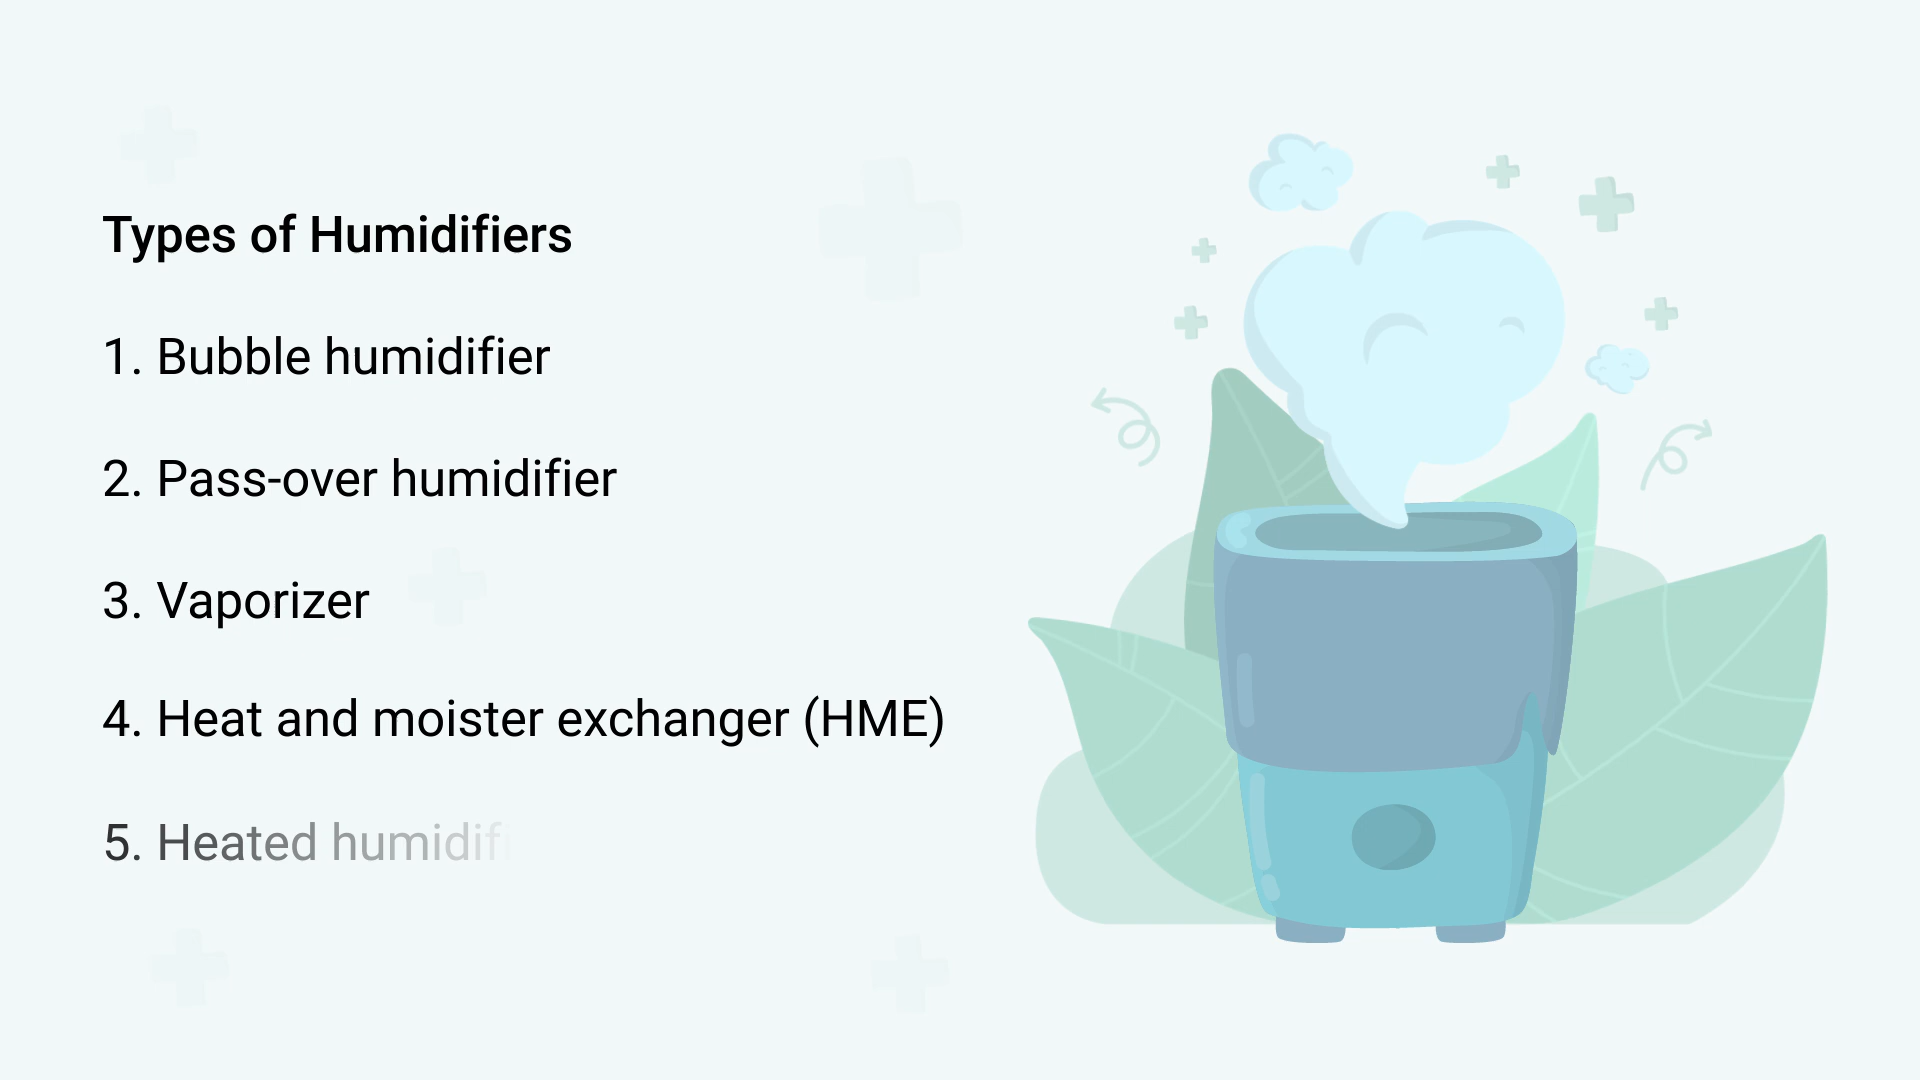 Types of Humidifiers
1. Bubble humidifier
2. Pass-over humidifier
3. Vaporizer
4. Heat and moister exchanger (HME)
5. Heated